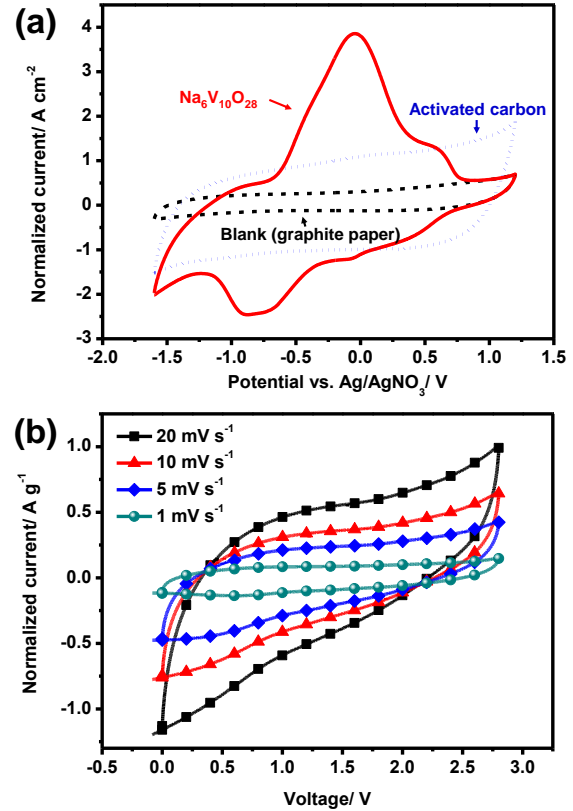 (a)
Normalized current/ A cm⁻²
4
3
2
1
0
-1
-2
-3
Na₆V₁₀O₂₈
Activated carbon
Blank (graphite paper)
-2.0 -1.5 -1.0 -0.5 0.0 0.5 1.0 1.5
Potential vs. Ag/AgNO₃/ V
(b)
Normalized current/ A g⁻¹
1.0
0.5
0.0
-0.5
-1.0
20 mV s⁻¹
10 mV s⁻¹
5 mV s⁻¹
1 mV s⁻¹
-0.5 0.0 0.5 1.0 1.5 2.0 2.5 3.0
Voltage/ V